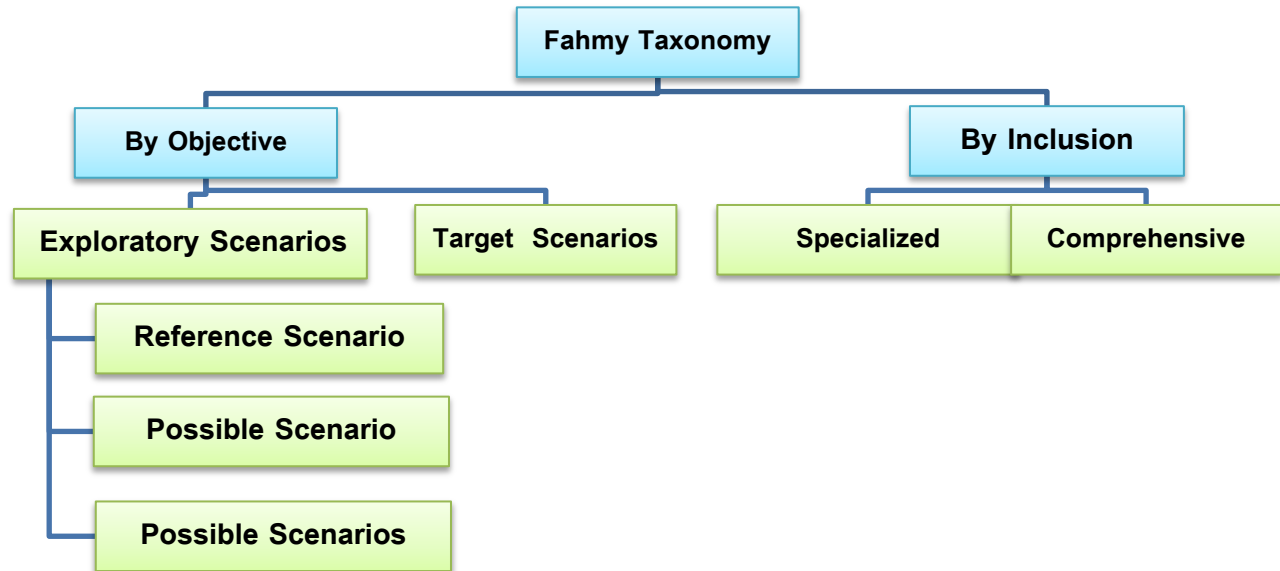 Fahmy Taxonomy
By Objective
By Inclusion
Exploratory Scenarios
Target Scenarios
Specialized
Comprehensive
Reference Scenario
Possible Scenario
Possible Scenarios